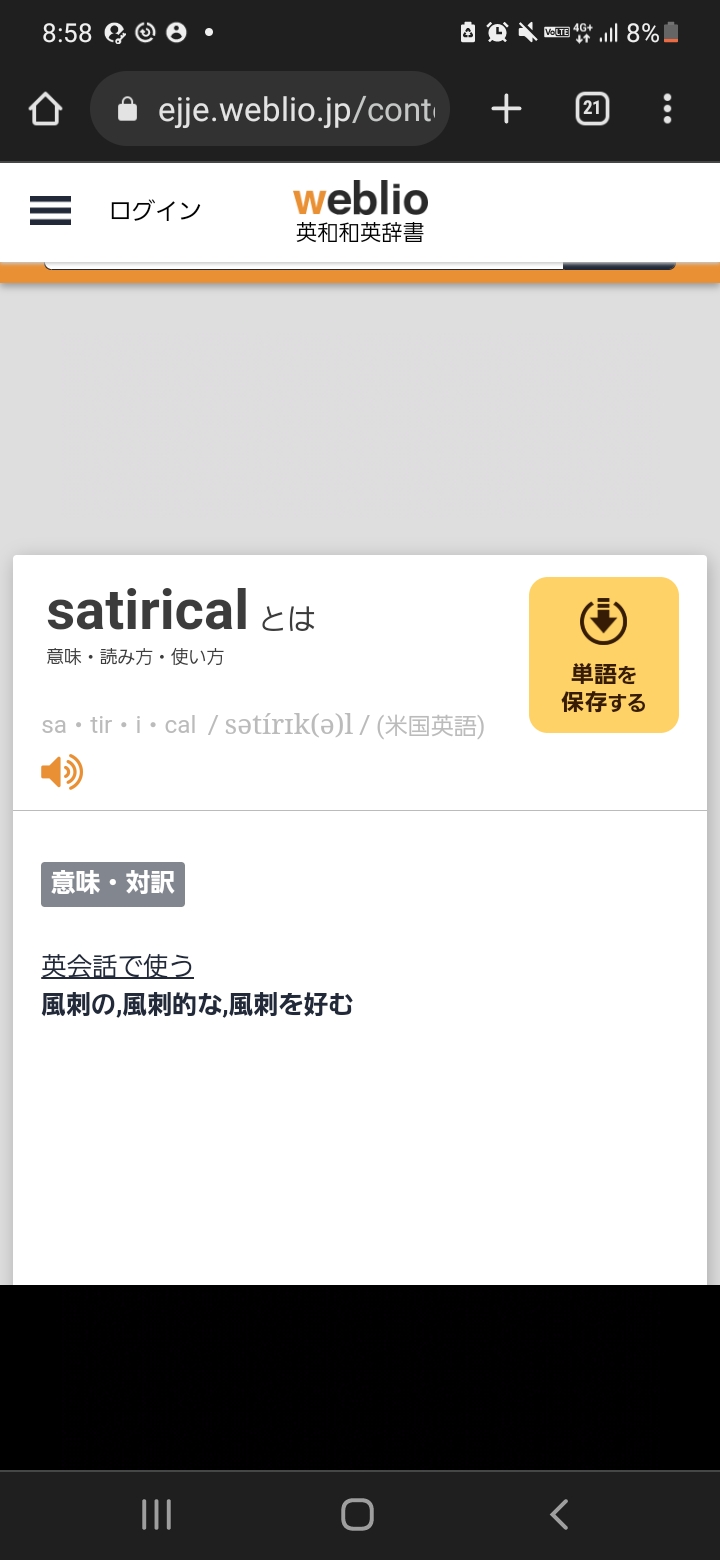 8:58 VoLTE 4G+ 8%
ejje.weblio.jp/cont
21
ログイン
weblio
英和和英辞書
satirical とは
意味・読み方・使い方
単語を
保存する
sa・tir・i・cal / sətírɪk(ə)l / (米国英語)
意味・対訳
英会話で使う
風刺の,風刺的な,風刺を好む